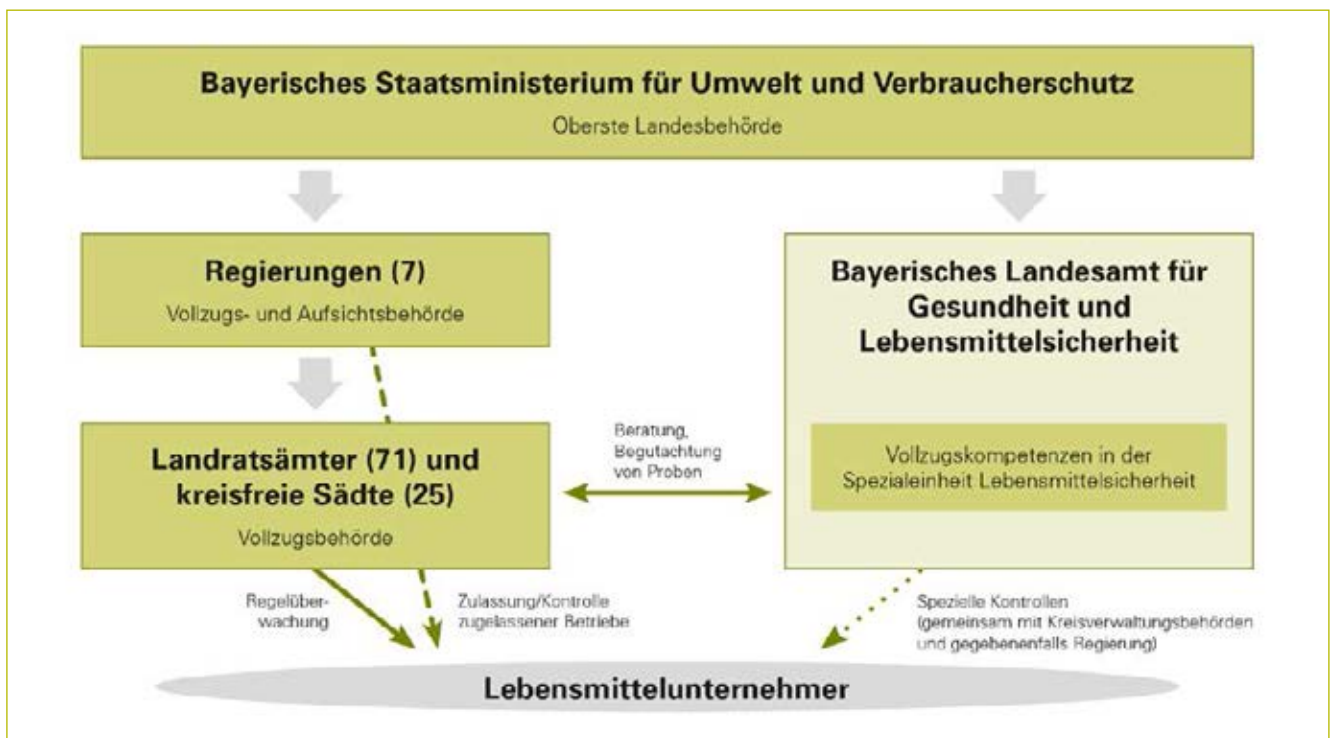 Bayerisches Staatsministerium für Umwelt und Verbraucherschutz
Oberste Landesbehörde
Regierungen (7)
Vollzugs- und Aufsichtsbehörde
Bayerisches Landesamt für
Gesundheit und
Lebensmittelsicherheit
Landratsämter (71) und
kreisfreie Städte (25)
Vollzugsbehörde
Beratung,
Begutachtung
von Proben
Vollzugskompetenzen in der
Spezialeinheit Lebensmittelsicherheit
Regelüber-
wachung
Zulassung/Kontrolle
zugelassener Betriebe
Spezielle Kontrollen
(gemeinsam mit Kreisverwaltungsbehörden
und gegebenenfalls Regierung)
Lebensmittelunternehmer